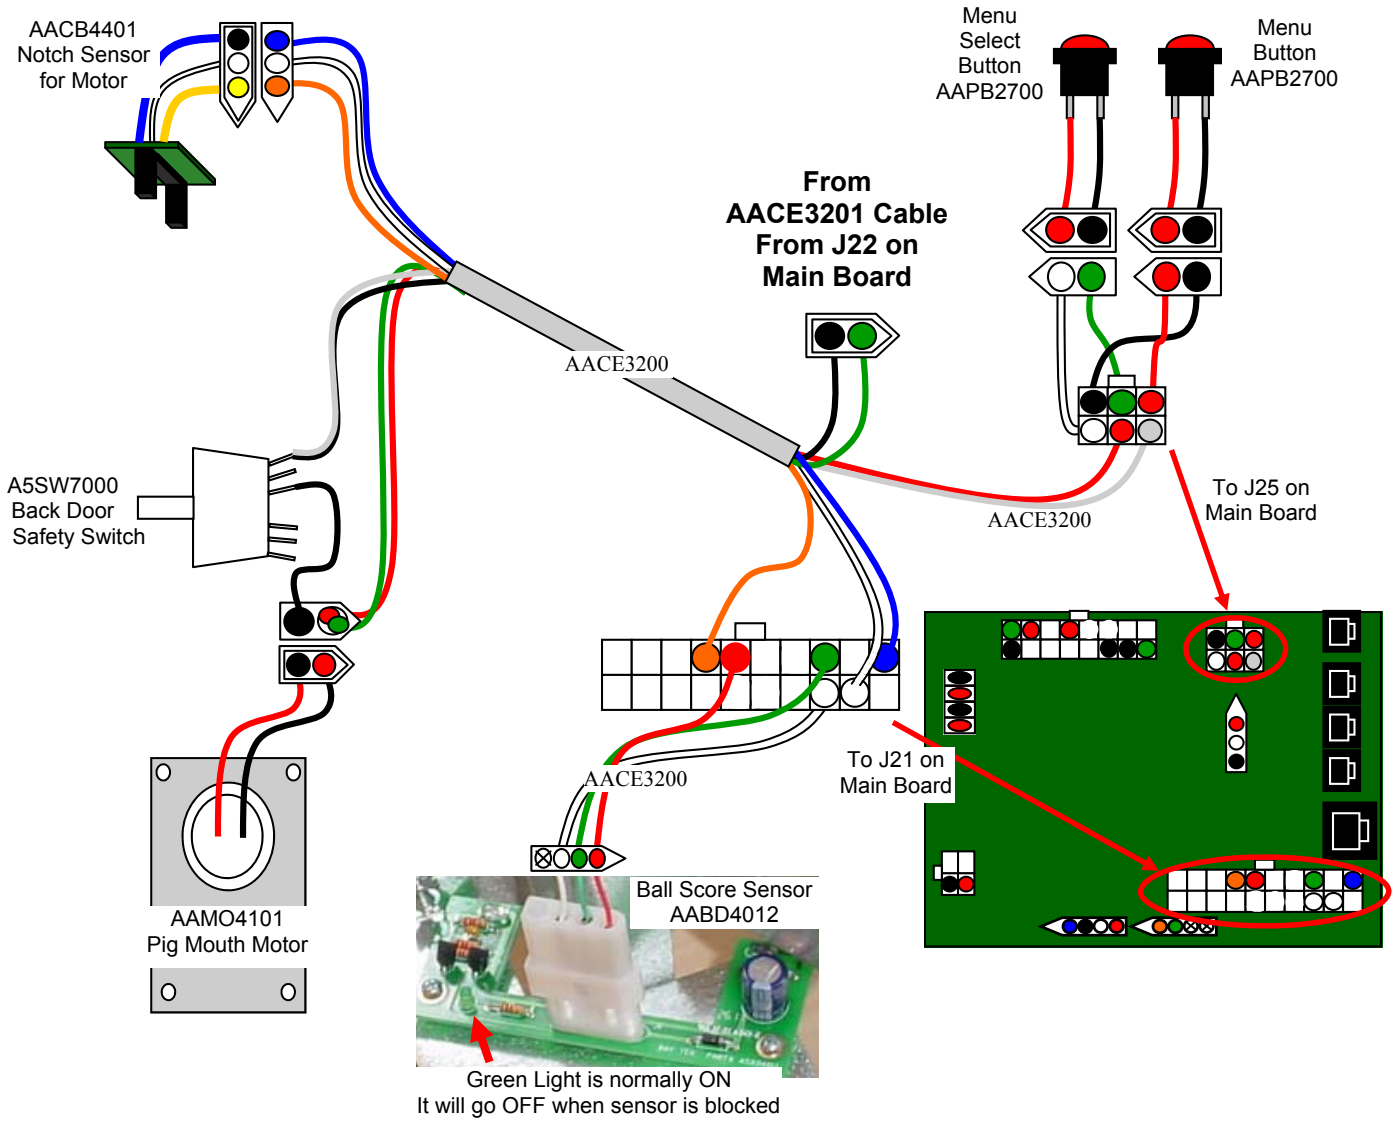 AACB4401
Notch Sensor
for Motor
Menu
Select
Button
AAPB2700
Menu
Button
AAPB2700
From
AACE3201 Cable
From J22 on
Main Board
AACE3200
A5SW7000
Back Door
Safety Switch
To J25 on
Main Board
AACE3200
To J21 on
Main Board
AACE3200
AAMO4101
Pig Mouth Motor
Ball Score Sensor
AABD4012
Green Light is normally ON
It will go OFF when sensor is blocked